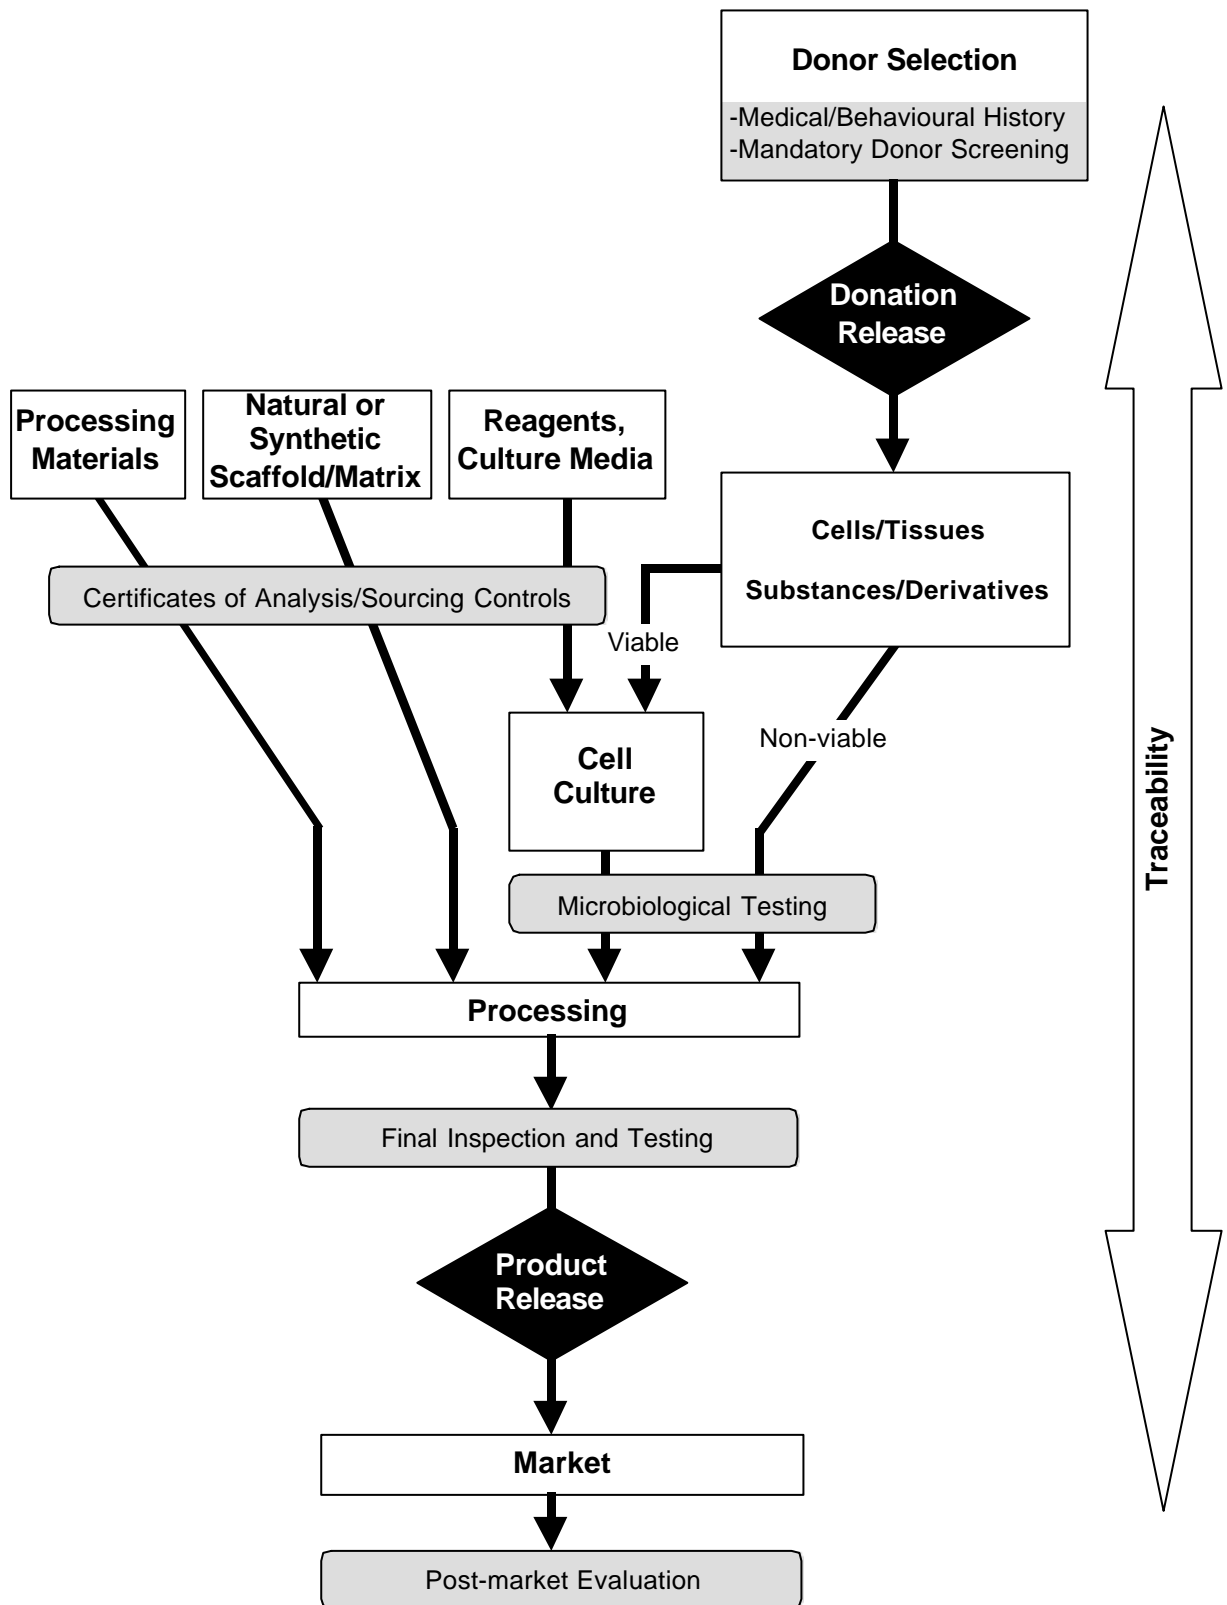 Donor Selection
-Medical/Behavioural History
-Mandatory Donor Screening
Donation
Release
Processing
Materials
Natural or
Synthetic
Scaffold/Matrix
Reagents,
Culture Media
Cells/Tissues
Substances/Derivatives
Certificates of Analysis/Sourcing Controls
Viable
Non-viable
Cell
Culture
Traceability
Microbiological Testing
Processing
Final Inspection and Testing
Product
Release
Market
Post-market Evaluation